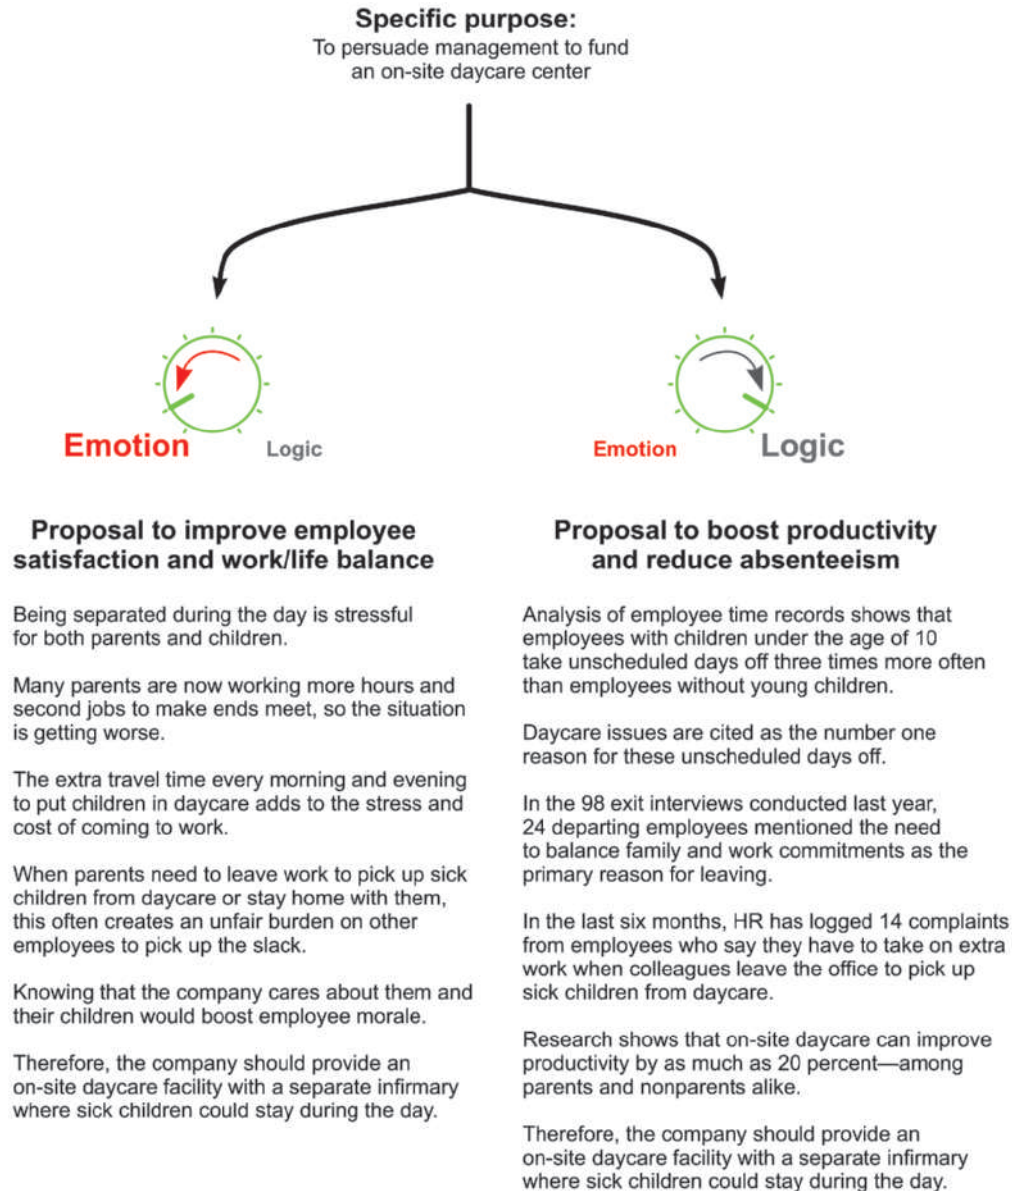 Specific purpose:
To persuade management to fund
an on-site daycare center
Emotion
Logic
Emotion
Logic
Proposal to improve employee
satisfaction and work/life balance
Being separated during the day is stressful
for both parents and children.
Many parents are now working more hours and
second jobs to make ends meet, so the situation
is getting worse.
The extra travel time every morning and evening
to put children in daycare adds to the stress and
cost of coming to work.
When parents need to leave work to pick up sick
children from daycare or stay home with them,
this often creates an unfair burden on other
employees to pick up the slack.
Knowing that the company cares about them and
their children would boost employee morale.
Therefore, the company should provide an
on-site daycare facility with a separate infirmary
where sick children could stay during the day.
Proposal to boost productivity
and reduce absenteeism
Analysis of employee time records shows that
employees with children under the age of 10
take unscheduled days off three times more often
than employees without young children.
Daycare issues are cited as the number one
reason for these unscheduled days off.
In the 98 exit interviews conducted last year,
24 departing employees mentioned the need
to balance family and work commitments as the
primary reason for leaving.
In the last six months, HR has logged 14 complaints
from employees who say they have to take on extra
work when colleagues leave the office to pick up
sick children from daycare.
Research shows that on-site daycare can improve
productivity by as much as 20 percent—among
parents and nonparents alike.
Therefore, the company should provide an
on-site daycare facility with a separate infirmary
where sick children could stay during the day.